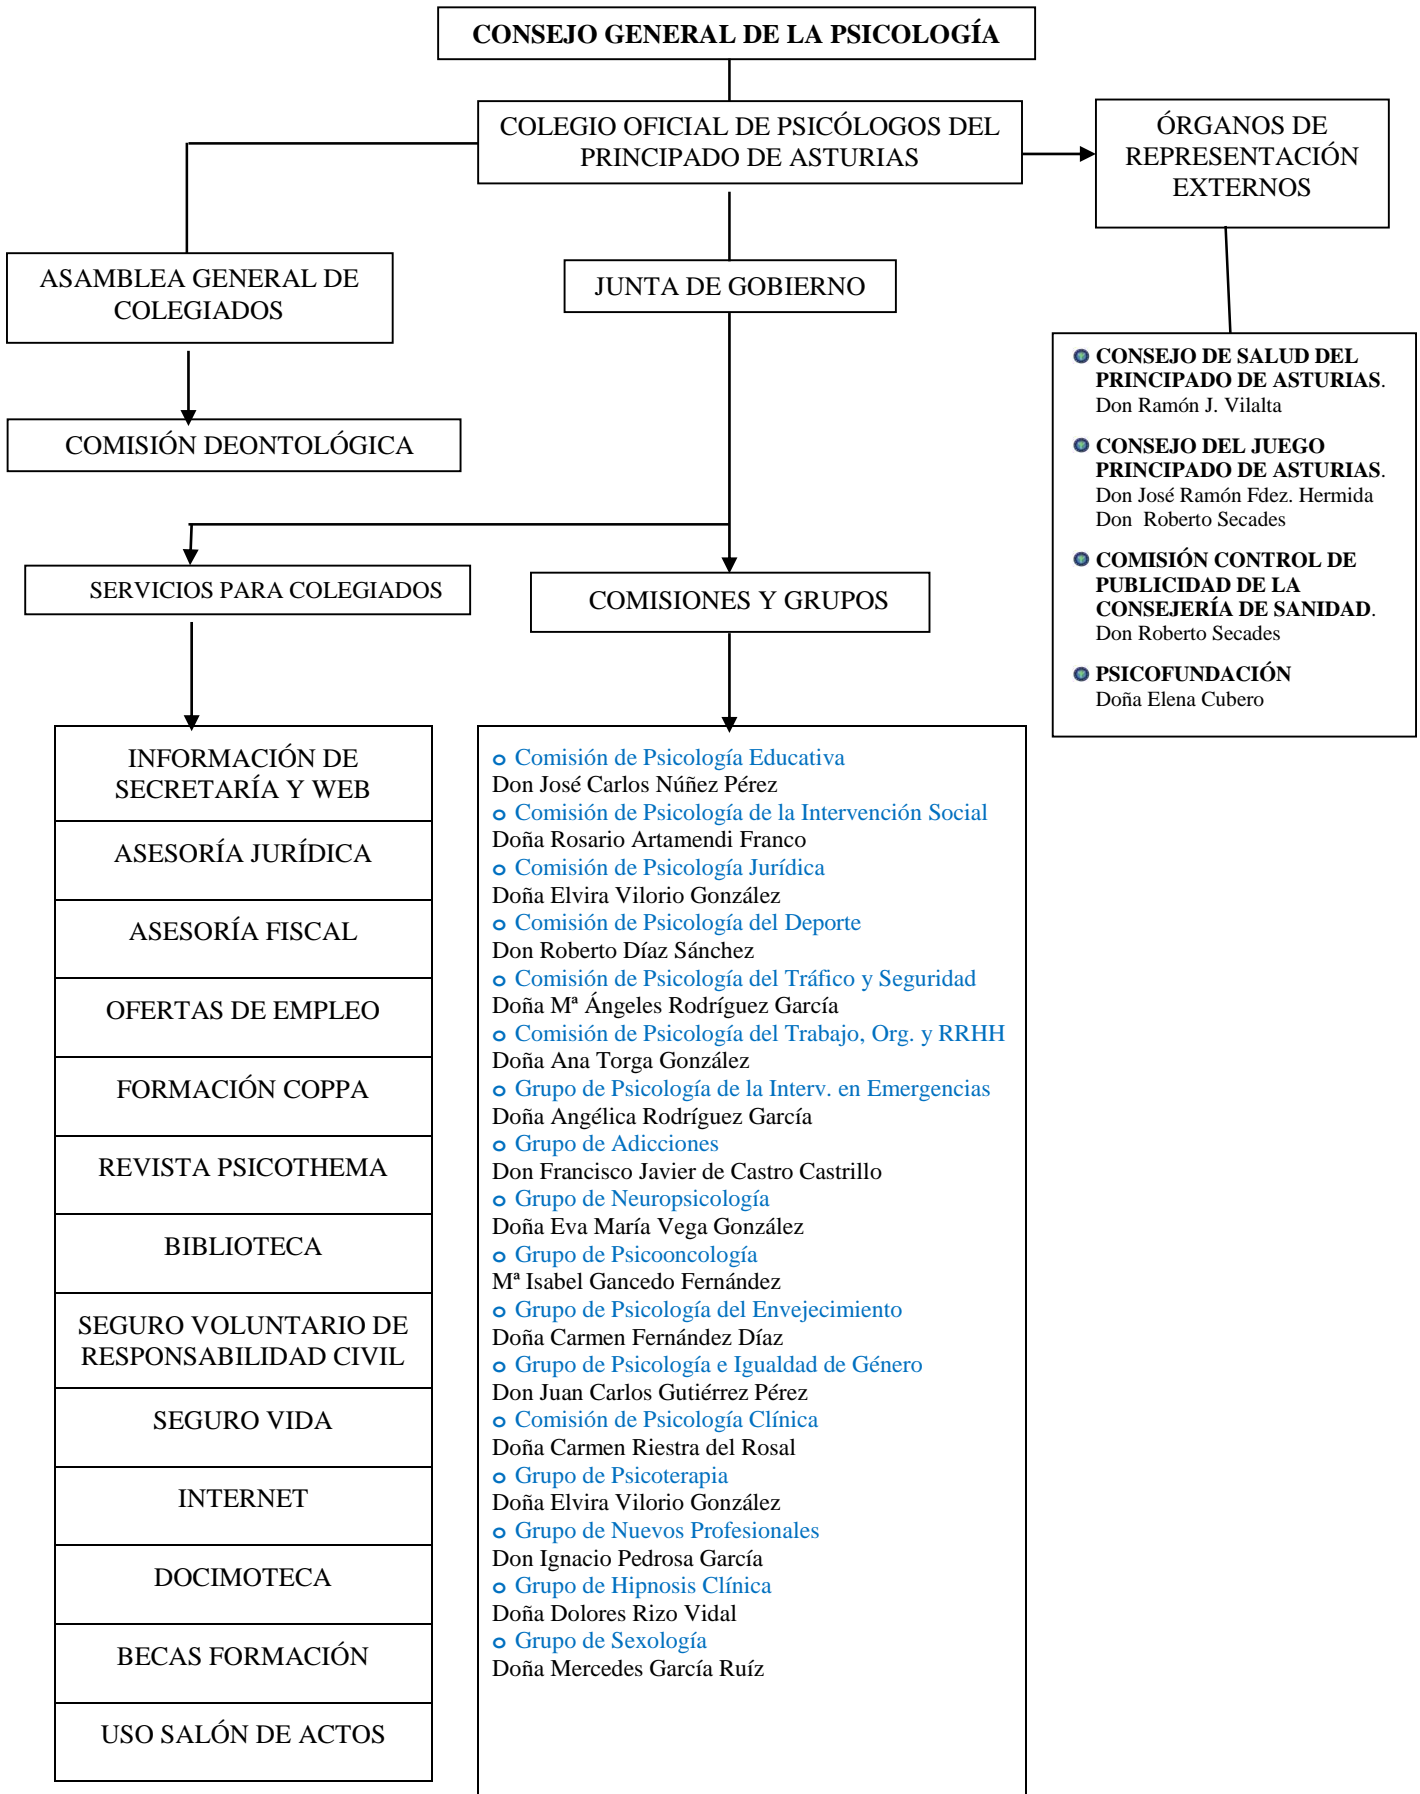 CONSEJO GENERAL DE LA PSICOLOGÍA
COLEGIO OFICIAL DE PSICÓLOGOS DEL
PRINCIPADO DE ASTURIAS
ÓRGANOS DE
REPRESENTACIÓN
EXTERNOS
ASAMBLEA GENERAL DE
COLEGIADOS
JUNTA DE GOBIERNO
COMISIÓN DEONTOLÓGICA
CONSEJO DE SALUD DEL
PRINCIPADO DE ASTURIAS.
Don Ramón J. Vilalta
CONSEJO DEL JUEGO
PRINCIPADO DE ASTURIAS.
Don José Ramón Fdez. Hermida
Don Roberto Secades
COMISIÓN CONTROL DE
PUBLICIDAD DE LA
CONSEJERÍA DE SANIDAD.
Don Roberto Secades
PSICOFUNDACIÓN
Doña Elena Cubero
SERVICIOS PARA COLEGIADOS
COMISIONES Y GRUPOS
INFORMACIÓN DE
SECRETARÍA Y WEB
ASESORÍA JURÍDICA
ASESORÍA FISCAL
OFERTAS DE EMPLEO
FORMACIÓN COPPA
REVISTA PSICOTHEMA
BIBLIOTECA
SEGURO VOLUNTARIO DE
RESPONSABILIDAD CIVIL
SEGURO VIDA
INTERNET
DOCIMOTECA
BECAS FORMACIÓN
USO SALÓN DE ACTOS
Comisión de Psicología Educativa
Don José Carlos Núñez Pérez
Comisión de Psicología de la Intervención Social
Doña Rosario Artamendi Franco
Comisión de Psicología Jurídica
Doña Elvira Vilorio González
Comisión de Psicología del Deporte
Don Roberto Díaz Sánchez
Comisión de Psicología del Tráfico y Seguridad
Doña Mª Ángeles Rodríguez García
Comisión de Psicología del Trabajo, Org. y RRHH
Doña Ana Torga González
Grupo de Psicología de la Interv. en Emergencias
Doña Angélica Rodríguez García
Grupo de Adicciones
Don Francisco Javier de Castro Castrillo
Grupo de Neuropsicología
Doña Eva María Vega González
Grupo de Psicooncología
Mª Isabel Gancedo Fernández
Grupo de Psicología del Envejecimiento
Doña Carmen Fernández Díaz
Grupo de Psicología e Igualdad de Género
Don Juan Carlos Gutiérrez Pérez
Comisión de Psicología Clínica
Doña Carmen Riestra del Rosal
Grupo de Psicoterapia
Doña Elvira Vilorio González
Grupo de Nuevos Profesionales
Don Ignacio Pedrosa García
Grupo de Hipnosis Clínica
Doña Dolores Rizo Vidal
Grupo de Sexología
Doña Mercedes García Ruíz